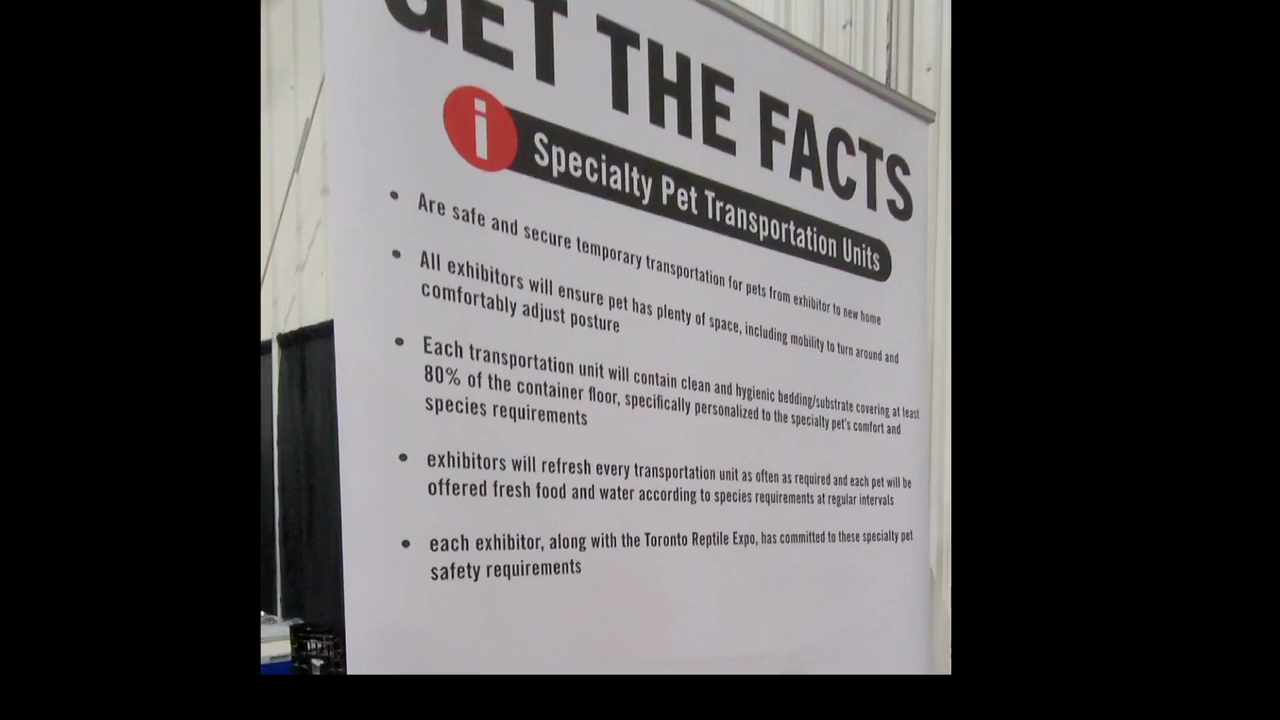 GET THE FACTS
i Specialty Pet Transportation Units
• Are safe and secure temporary transportation for pets from exhibitor to new home
• All exhibitors will ensure pet has plenty of space, including mobility to turn around and
comfortably adjust posture
• Each transportation unit will contain clean and hygienic bedding/substrate covering at least
80% of the container floor, specifically personalized to the specialty pet's comfort and
species requirements
• exhibitors will refresh every transportation unit as often as required and each pet will be
offered fresh food and water according to species requirements at regular intervals
• each exhibitor, along with the Toronto Reptile Expo, has committed to these specialty pet
safety requirements